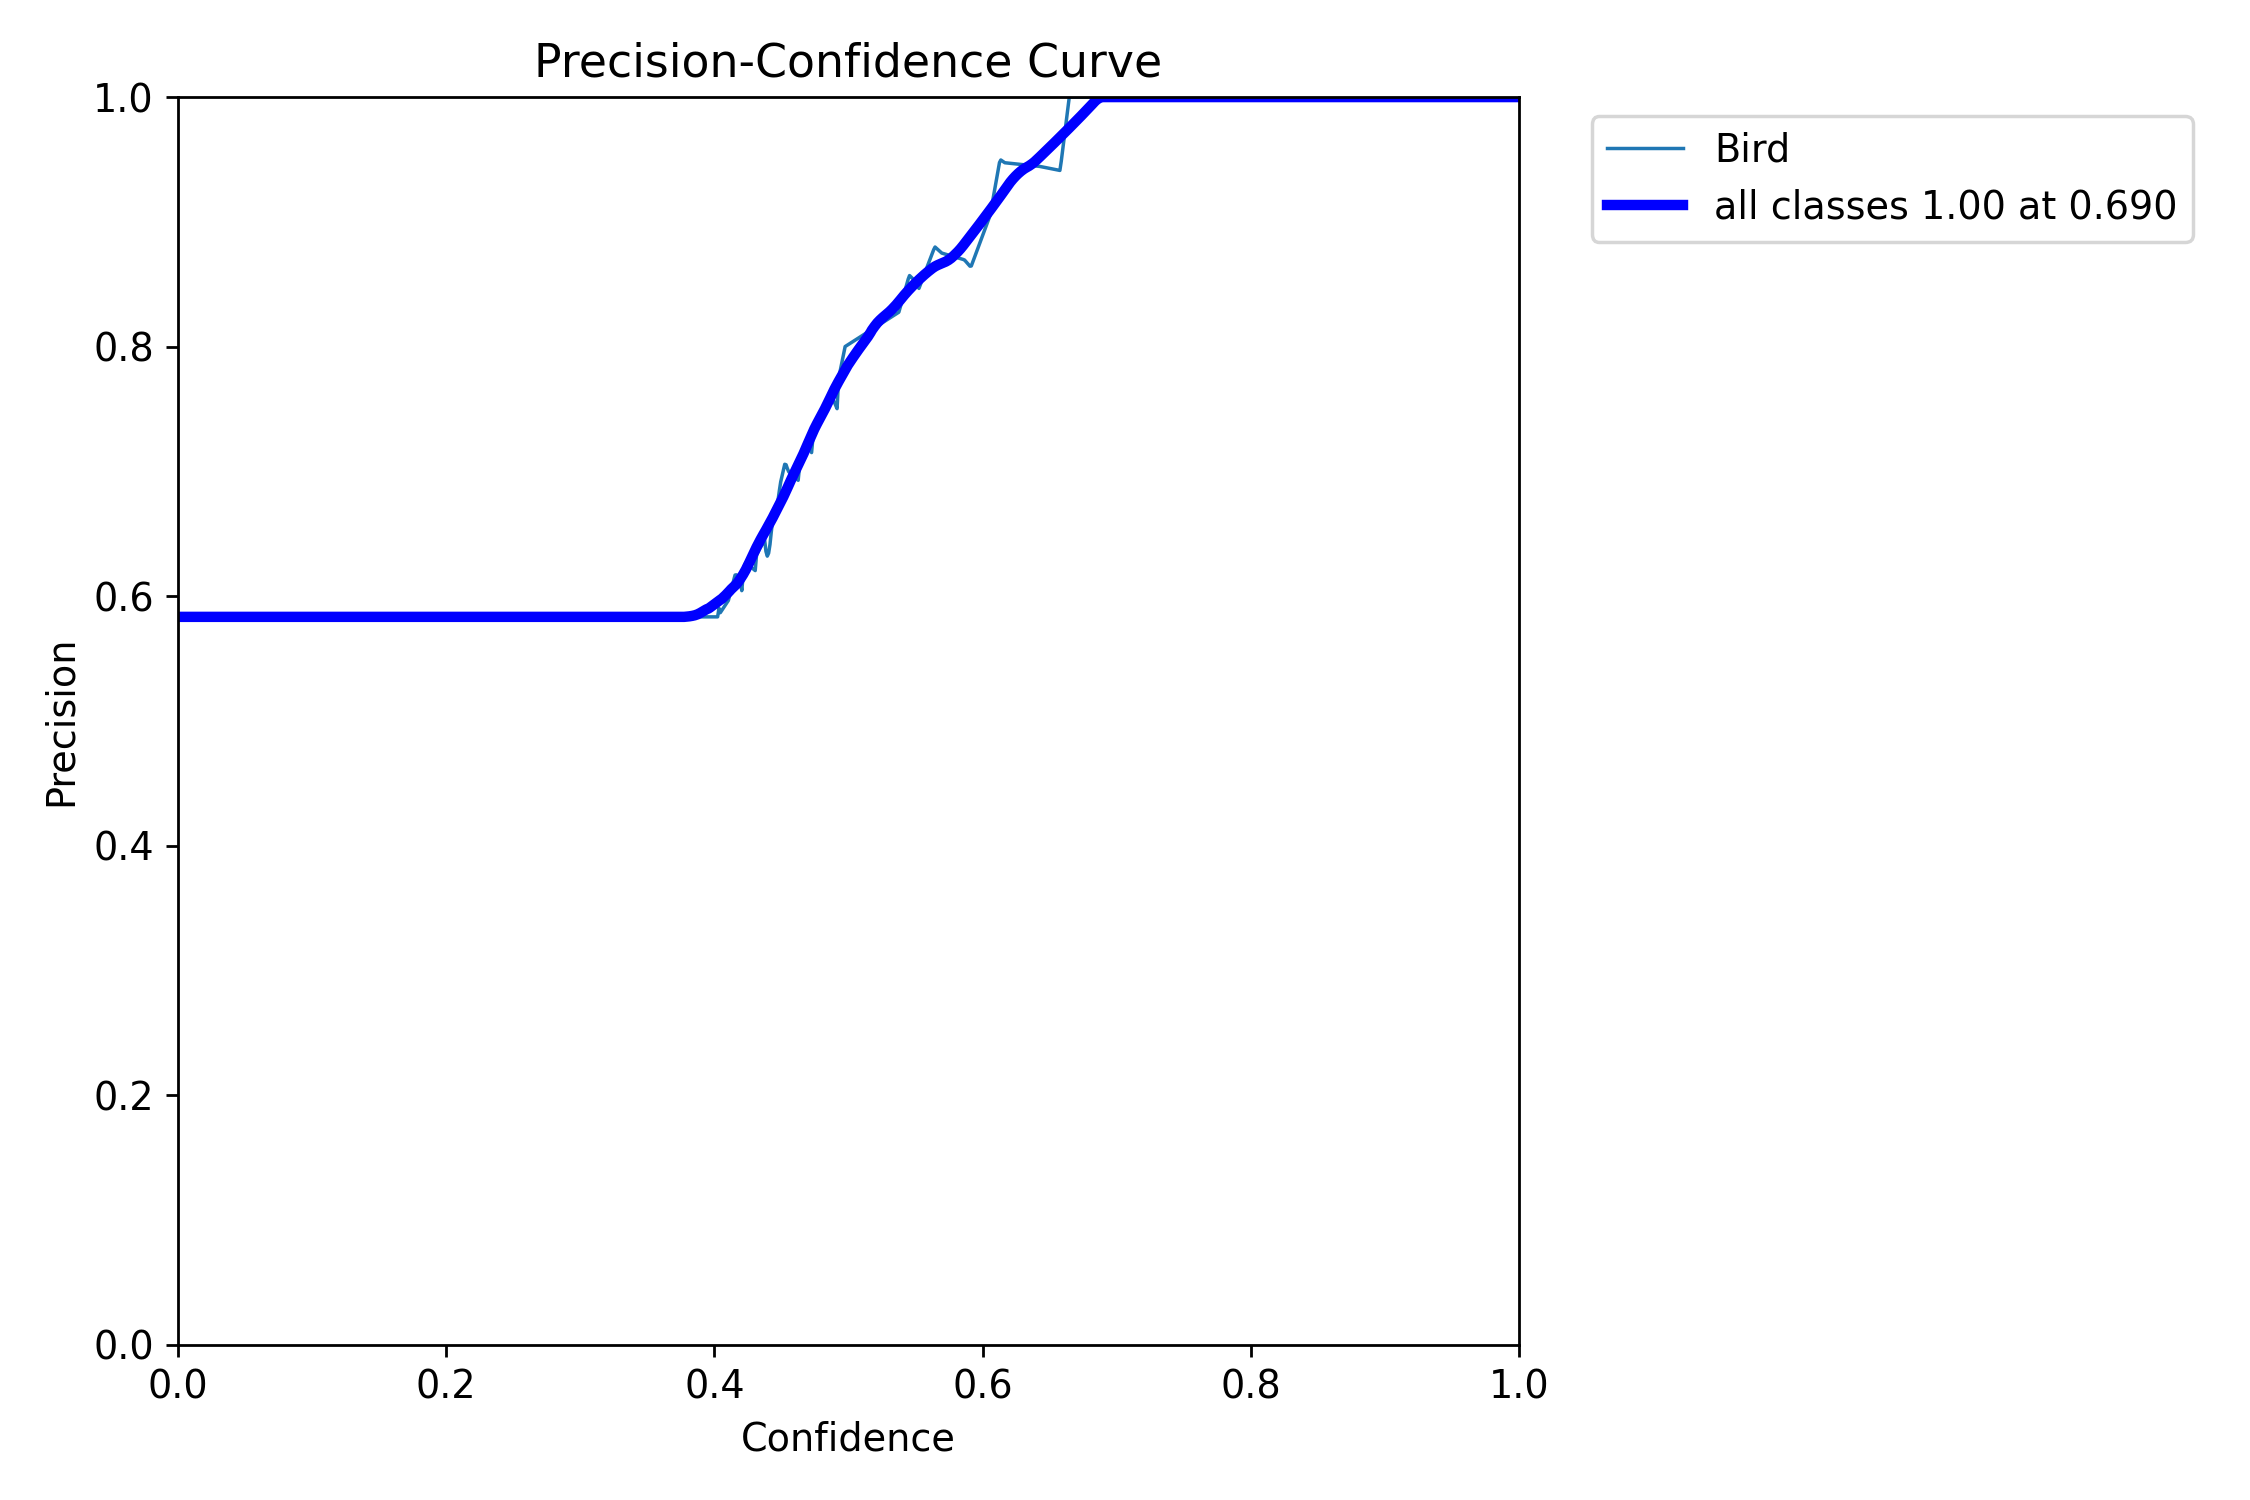 Precision-Confidence Curve
1.0
0.8
0.6
0.4
0.2
0.0
Precision
0.0 0.2 0.4 0.6 0.8 1.0
Confidence
Bird
all classes 1.00 at 0.690